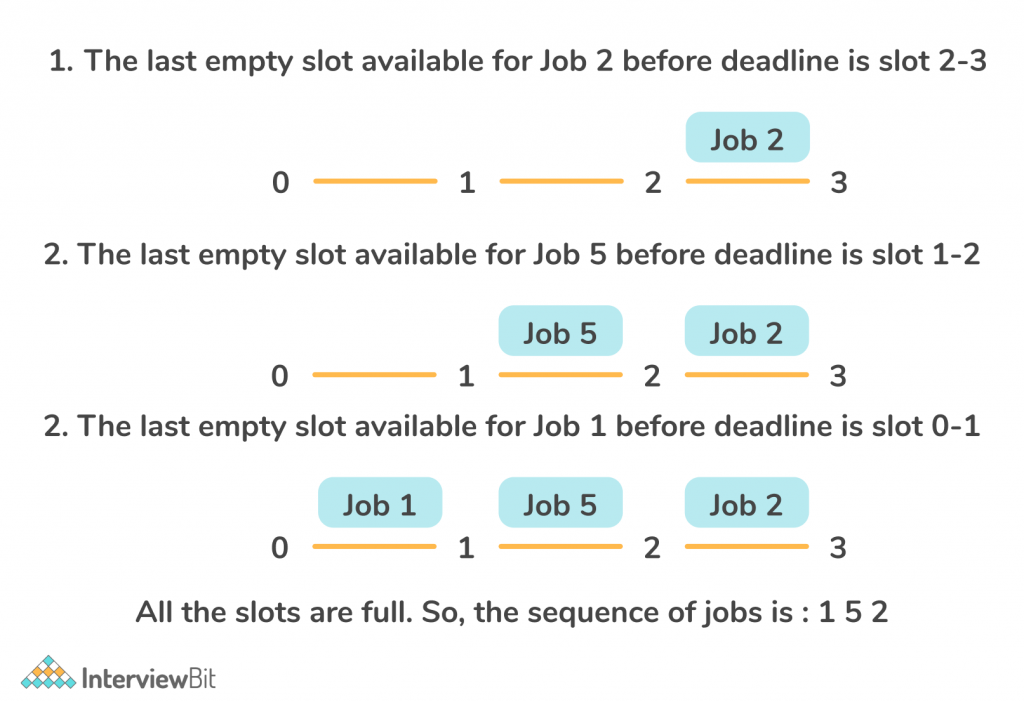 1. The last empty slot available for Job 2 before deadline is slot 2-3
Job 2
0 1 2 3
2. The last empty slot available for Job 5 before deadline is slot 1-2
Job 5 Job 2
0 1 2 3
2. The last empty slot available for Job 1 before deadline is slot 0-1
Job 1 Job 5 Job 2
0 1 2 3
All the slots are full. So, the sequence of jobs is : 1 5 2
InterviewBit